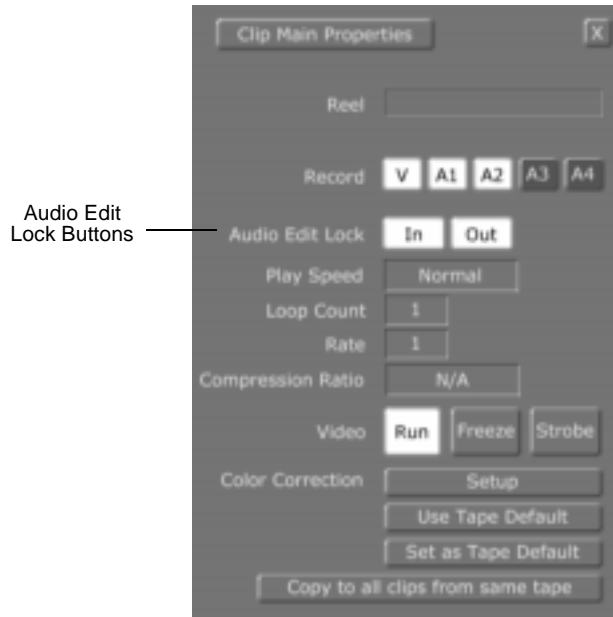 Clip Main Properties X
Reel
Record V A1 A2 A3 A4
Audio Edit
Lock Buttons
Audio Edit Lock In Out
Play Speed Normal
Loop Count 1
Rate 1
Compression Ratio N/A
Video Run Freeze Strobe
Color Correction Setup
Use Tape Default
Set as Tape Default
Copy to all clips from same tape